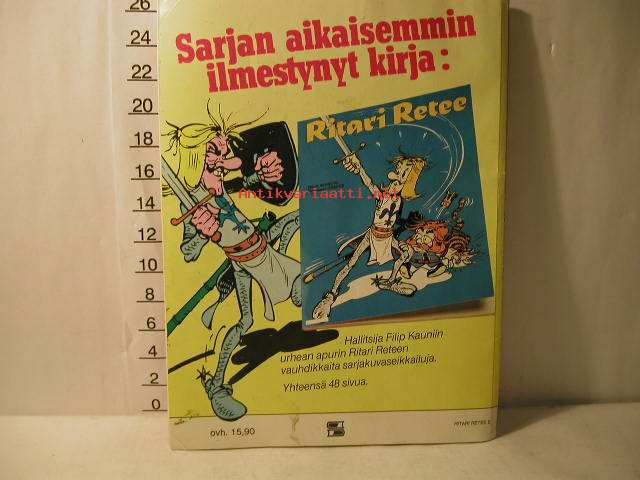 26
24
22
20
18
16
14
12
10
8
6
4
2
0
Sarjan aikaisemmin
ilmestynyt kirja:
Ritari Retee
Antikvariaatti.net
Hallitsija Filip Kauniin
urhean apurin Ritari Reteen
vauhdikkaita sarjakuvaseikkailuja.
Yhteensä 48 sivua.
ovh. 15,90
RITARI RETEE